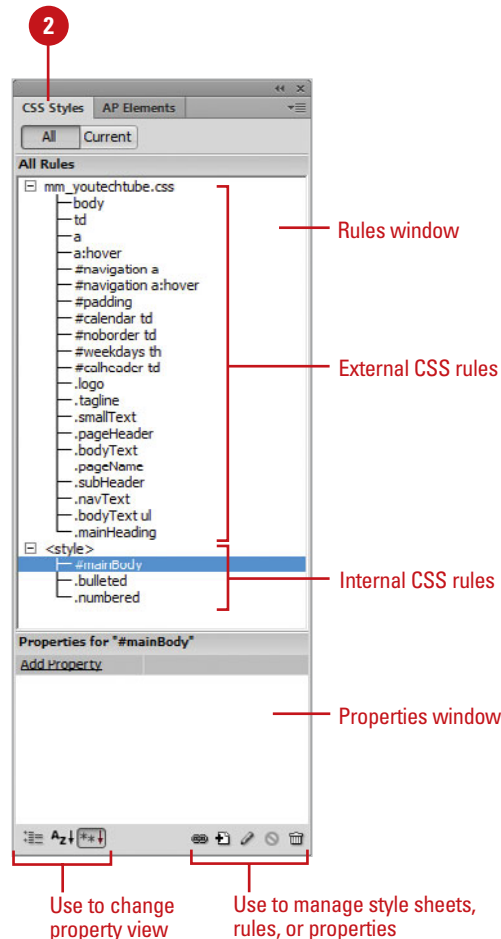 2
CSS Styles AP Elements
All Current
All Rules
mm_youtechtube.css
body
td
a
a:hover
#navigation a
#navigation a:hover
#padding
#calendar td
#noborder td
#weekdays th
#calheader td
.logo
.tagline
.smallText
.pageHeader
.bodyText
.pageName
.subHeader
.navText
.bodyText ul
.mainHeading
<style>
#mainBody
.bulleted
.numbered
Rules window
External CSS rules
Internal CSS rules
Properties for "#mainBody"
Add Property
Properties window
Az **
Use to change
property view
Use to manage style sheets,
rules, or properties